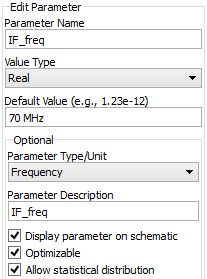 Edit Parameter
Parameter Name
IF_freq
Value Type
Real
Default Value (e.g., 1.23e-12)
70 MHz
Optional
Parameter Type/Unit
Frequency
Parameter Description
IF_freq
Display parameter on schematic
Optimizable
Allow statistical distribution